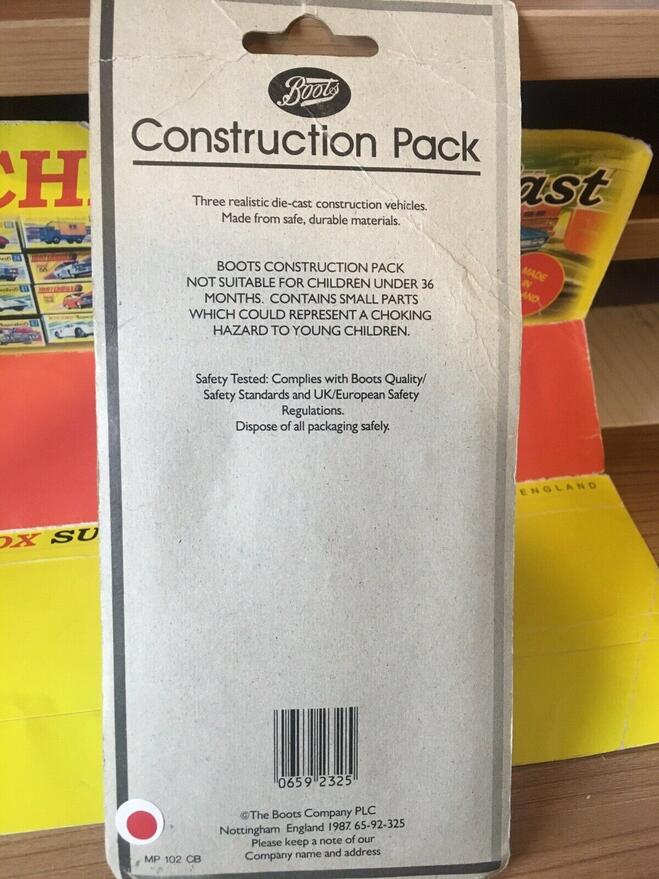 Boots
Construction Pack
Three realistic die-cast construction vehicles.
Made from safe, durable materials.
BOOTS CONSTRUCTION PACK
NOT SUITABLE FOR CHILDREN UNDER 36
MONTHS. CONTAINS SMALL PARTS
WHICH COULD REPRESENT A CHOKING
HAZARD TO YOUNG CHILDREN.
Safety Tested: Complies with Boots Quality/
Safety Standards and UK/European Safety
Regulations.
Dispose of all packaging safely.
0659 2325
©The Boots Company PLC
Nottingham England 1987. 65-92-325
Please keep a note of our
Company name and address
MP 102 CB
CH
ast
MADE
IN
AND
ENGLAND
OX SU